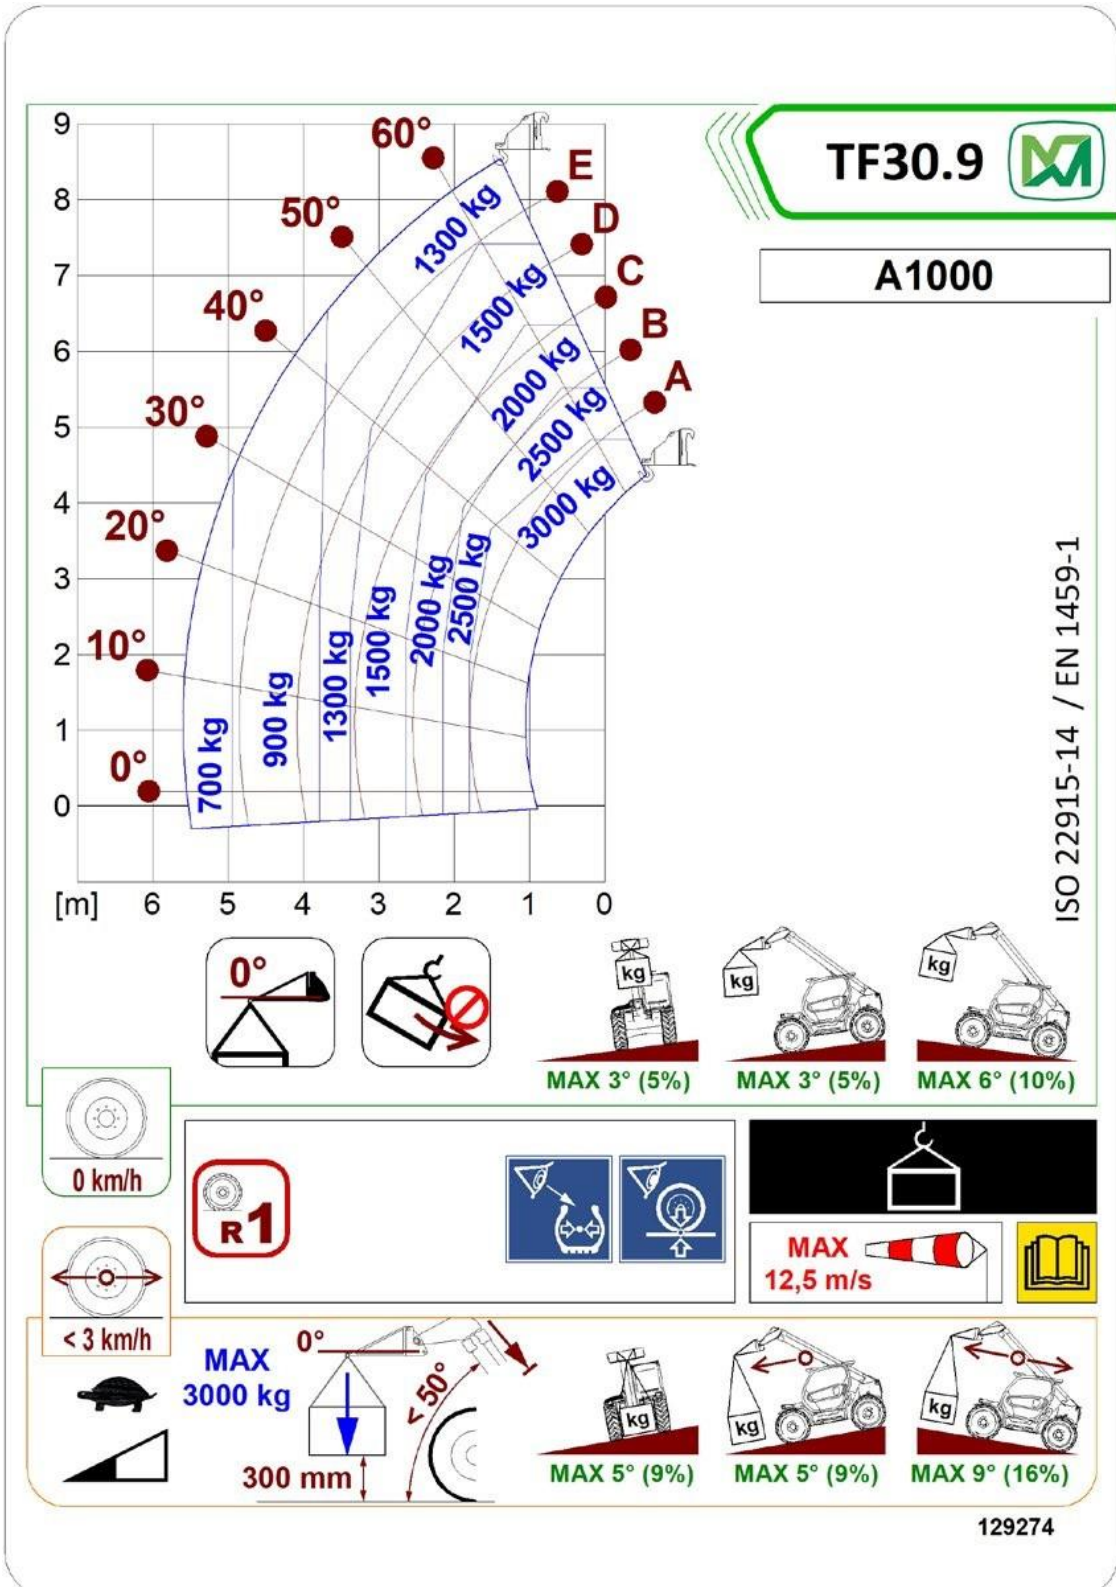 TF30.9
A1000
9
8
7
6
5
4
3
2
1
0
60°
50°
40°
30°
20°
10°
0°
E
D
C
B
A
1300 kg
1500 kg
2000 kg
2500 kg
3000 kg
2500 kg
2000 kg
1500 kg
1300 kg
900 kg
700 kg
[m] 6 5 4 3 2 1 0
ISO 22915-14 / EN 1459-1
0°
kg
kg
kg
MAX 3° (5%)
MAX 3° (5%)
MAX 6° (10%)
0 km/h
R1
MAX
12,5 m/s
< 3 km/h
MAX
3000 kg
0°
< 50°
300 mm
kg
kg
kg
MAX 5° (9%)
MAX 5° (9%)
MAX 9° (16%)
129274